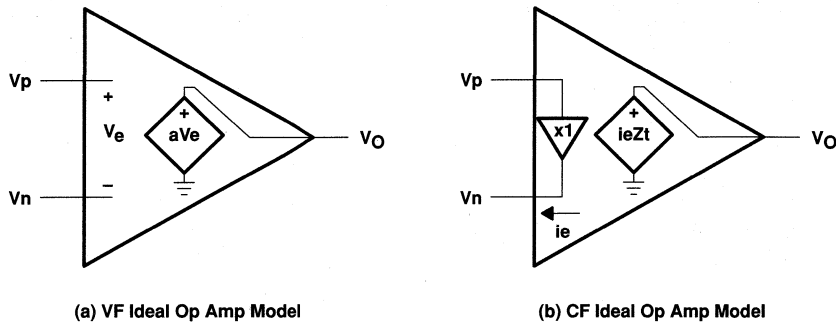 Vp
+
Ve
−
Vn
+
aVe
VO
(a) VF Ideal Op Amp Model
Vp
x1
Vn
ie
+
ieZt
VO
(b) CF Ideal Op Amp Model